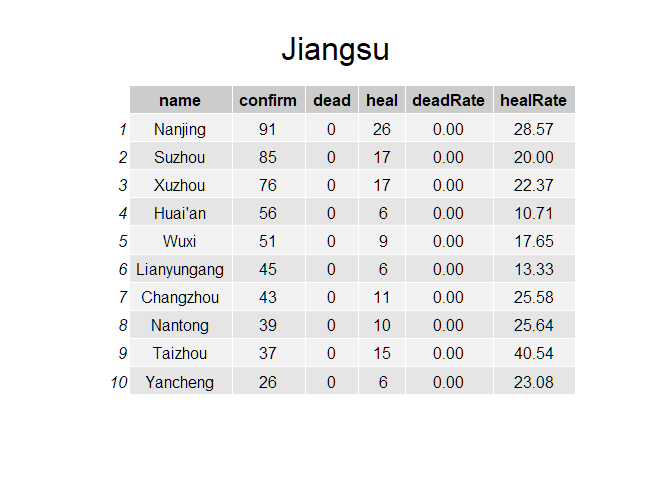 Jiangsu
name confirm dead heal deadRate healRate
1 Nanjing 91 0 26 0.00 28.57
2 Suzhou 85 0 17 0.00 20.00
3 Xuzhou 76 0 17 0.00 22.37
4 Huai'an 56 0 6 0.00 10.71
5 Wuxi 51 0 9 0.00 17.65
6 Lianyungang 45 0 6 0.00 13.33
7 Changzhou 43 0 11 0.00 25.58
8 Nantong 39 0 10 0.00 25.64
9 Taizhou 37 0 15 0.00 40.54
10 Yancheng 26 0 6 0.00 23.08